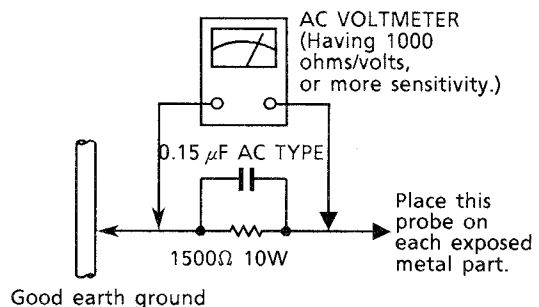 AC VOLTMETER
(Having 1000
ohms/volts,
or more sensitivity.)
0.15 μF AC TYPE
1500Ω 10W
Place this
probe on
each exposed
metal part.
Good earth ground